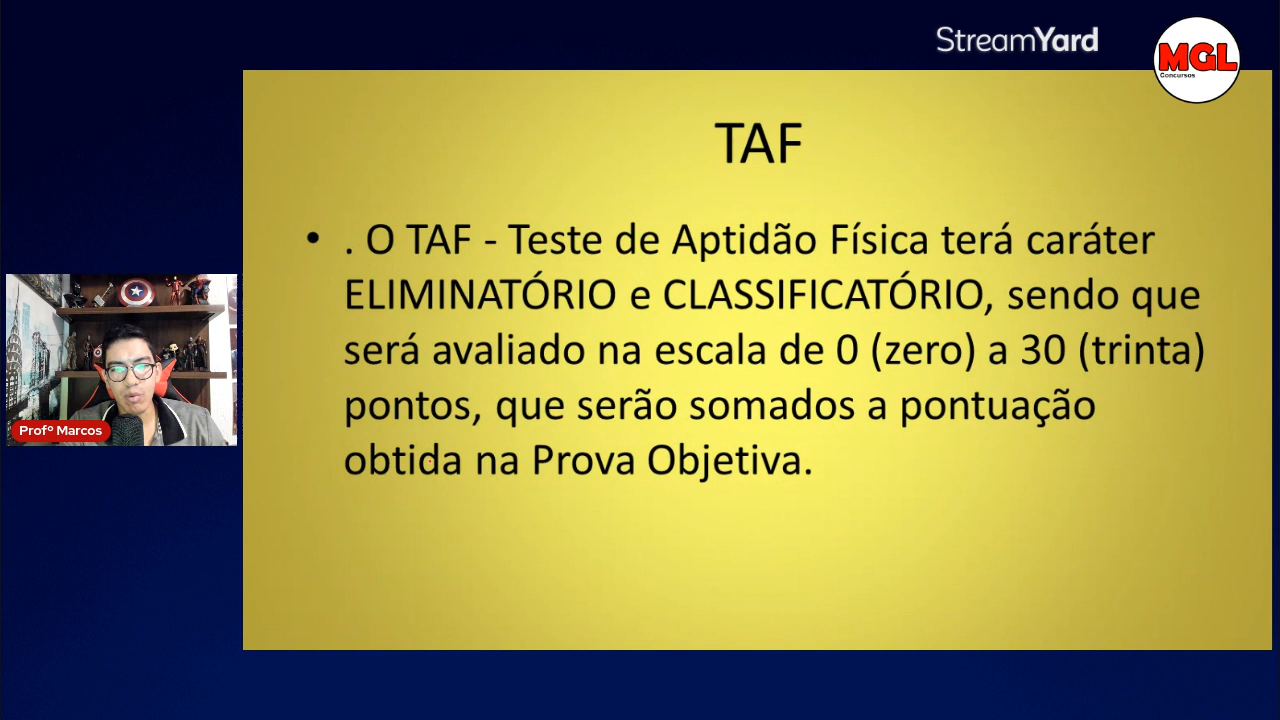 StreamYard
MGL
Concursos
TAF
• . O TAF - Teste de Aptidão Física terá caráter
ELIMINATÓRIO e CLASSIFICATÓRIO, sendo que
será avaliado na escala de 0 (zero) a 30 (trinta)
pontos, que serão somados a pontuação
obtida na Prova Objetiva.
Profº Marcos